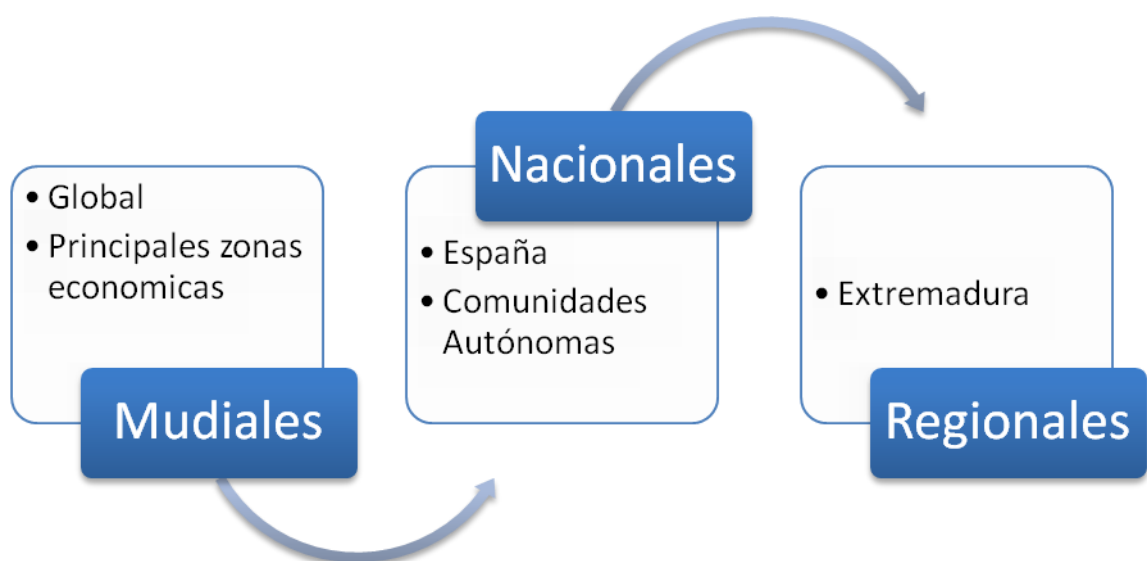 • Global
• Principales zonas
economicas
Mudiales
Nacionales
• España
• Comunidades
Autónomas
• Extremadura
Regionales